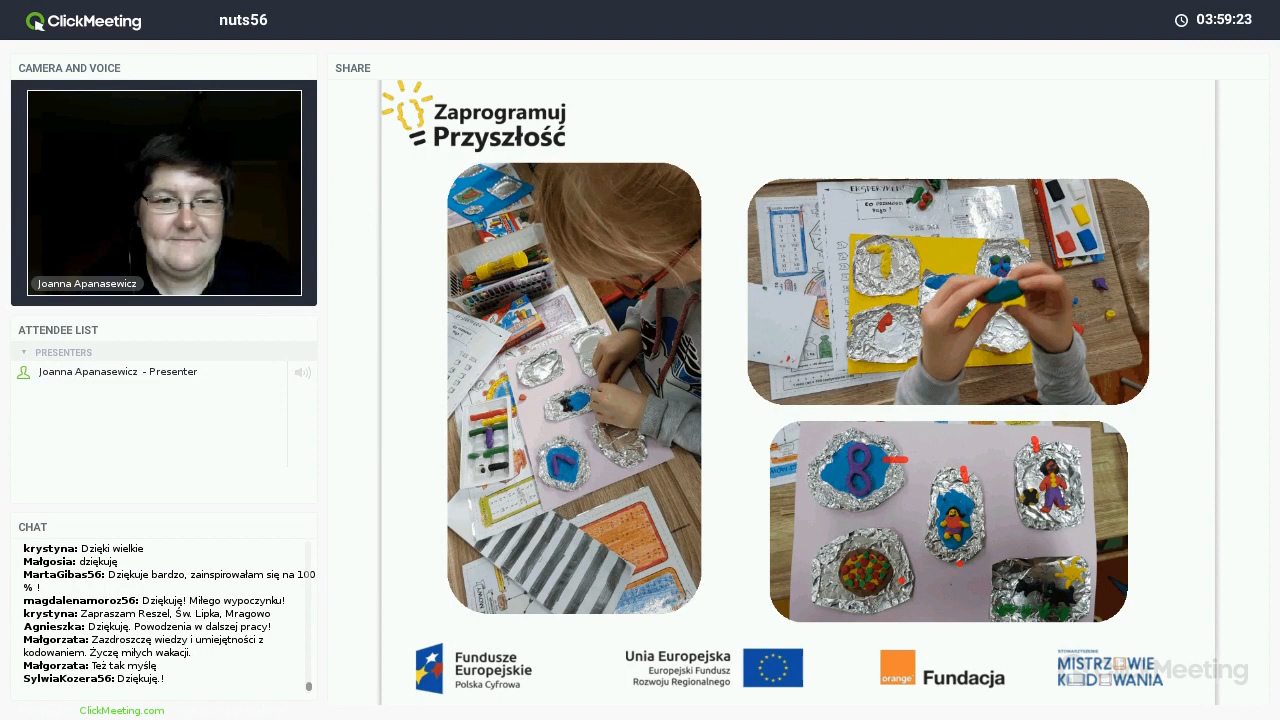 ClickMeeting
nuts56
03:59:23
CAMERA AND VOICE
Joanna Apanasewicz
ATTENDEE LIST
PRESENTERS
Joanna Apanasewicz - Presenter
CHAT
krystyna: Dzięki wielkie
Małgosia: dziękuję
MartaGibas56: Dziękuje bardzo, zainspirowałam się na 100
% !
magdalenamoroz56: Dziękuję! Miłego wypoczynku!
krystyna: Zapraszam Reszel, Św. Lipka, Mragowo
Agnieszka: Dziękuję. Powodzenia w dalszej pracy!
Małgorzata: Zazdroszczę wiedzy i umiejętności z
kodowaniem. Życzę miłych wakacji.
Małgorzata: Też tak myślę
SylwiaKozera56: Dziękuję.!
ClickMeeting.com
SHARE
Zaprogramuj
Przyszłość
EKSPERYMENT
8
Fundusze
Europejskie
Polska Cyfrowa
Unia Europejska
Europejski Fundusz
Rozwoju Regionalnego
orange
Fundacja
STOWARZYSZENIE
MISTRZOWIE
KODOWANIA
ClickMeeting